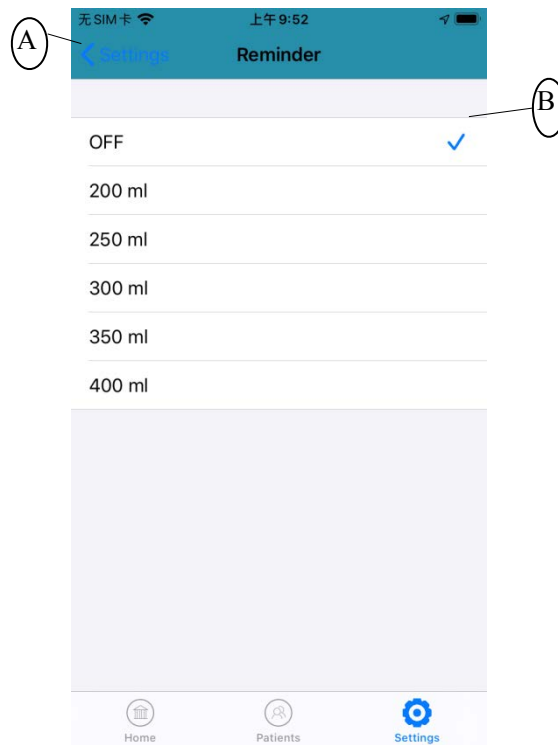 无SIM卡 上午9:52
A
Settings Reminder
B
OFF
200 ml
250 ml
300 ml
350 ml
400 ml
Home Patients Settings